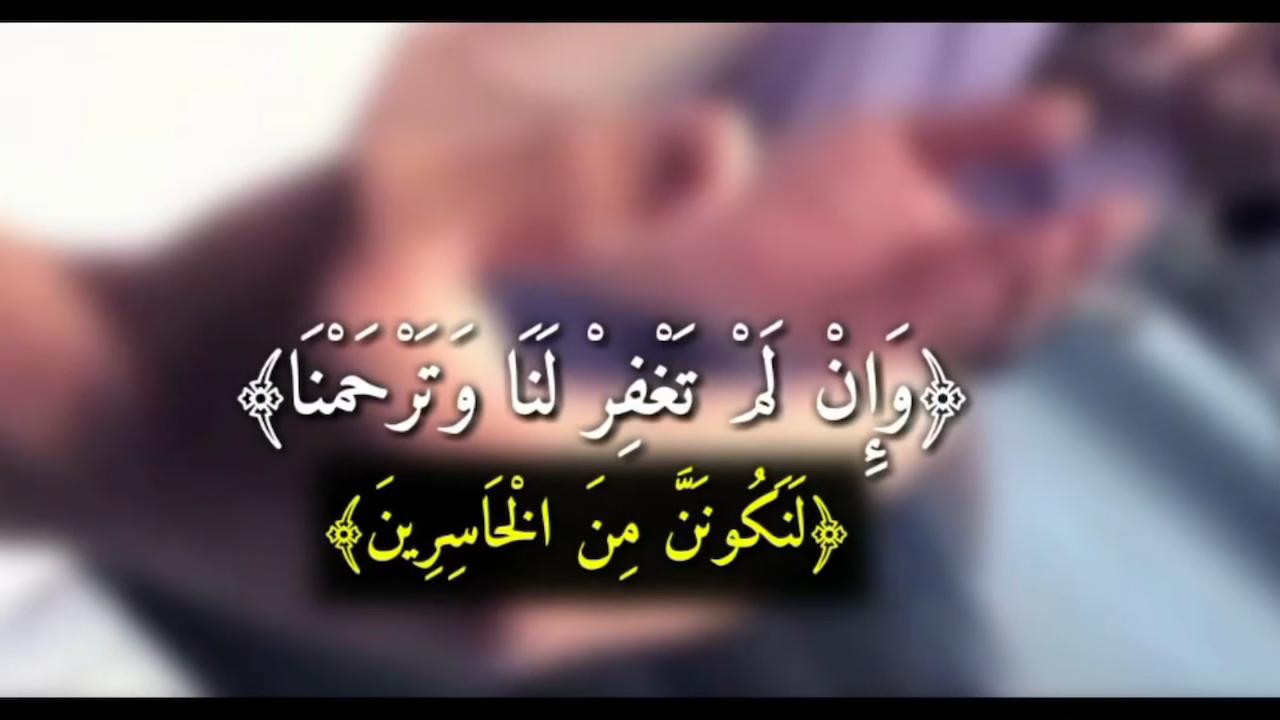 ﴿وَإِنْ لَمْ تَغْفِرْ لَنَا وَتَرْحَمْنَا﴾
﴿لَنَكُونَنَّ مِنَ الْخَاسِرِينَ﴾